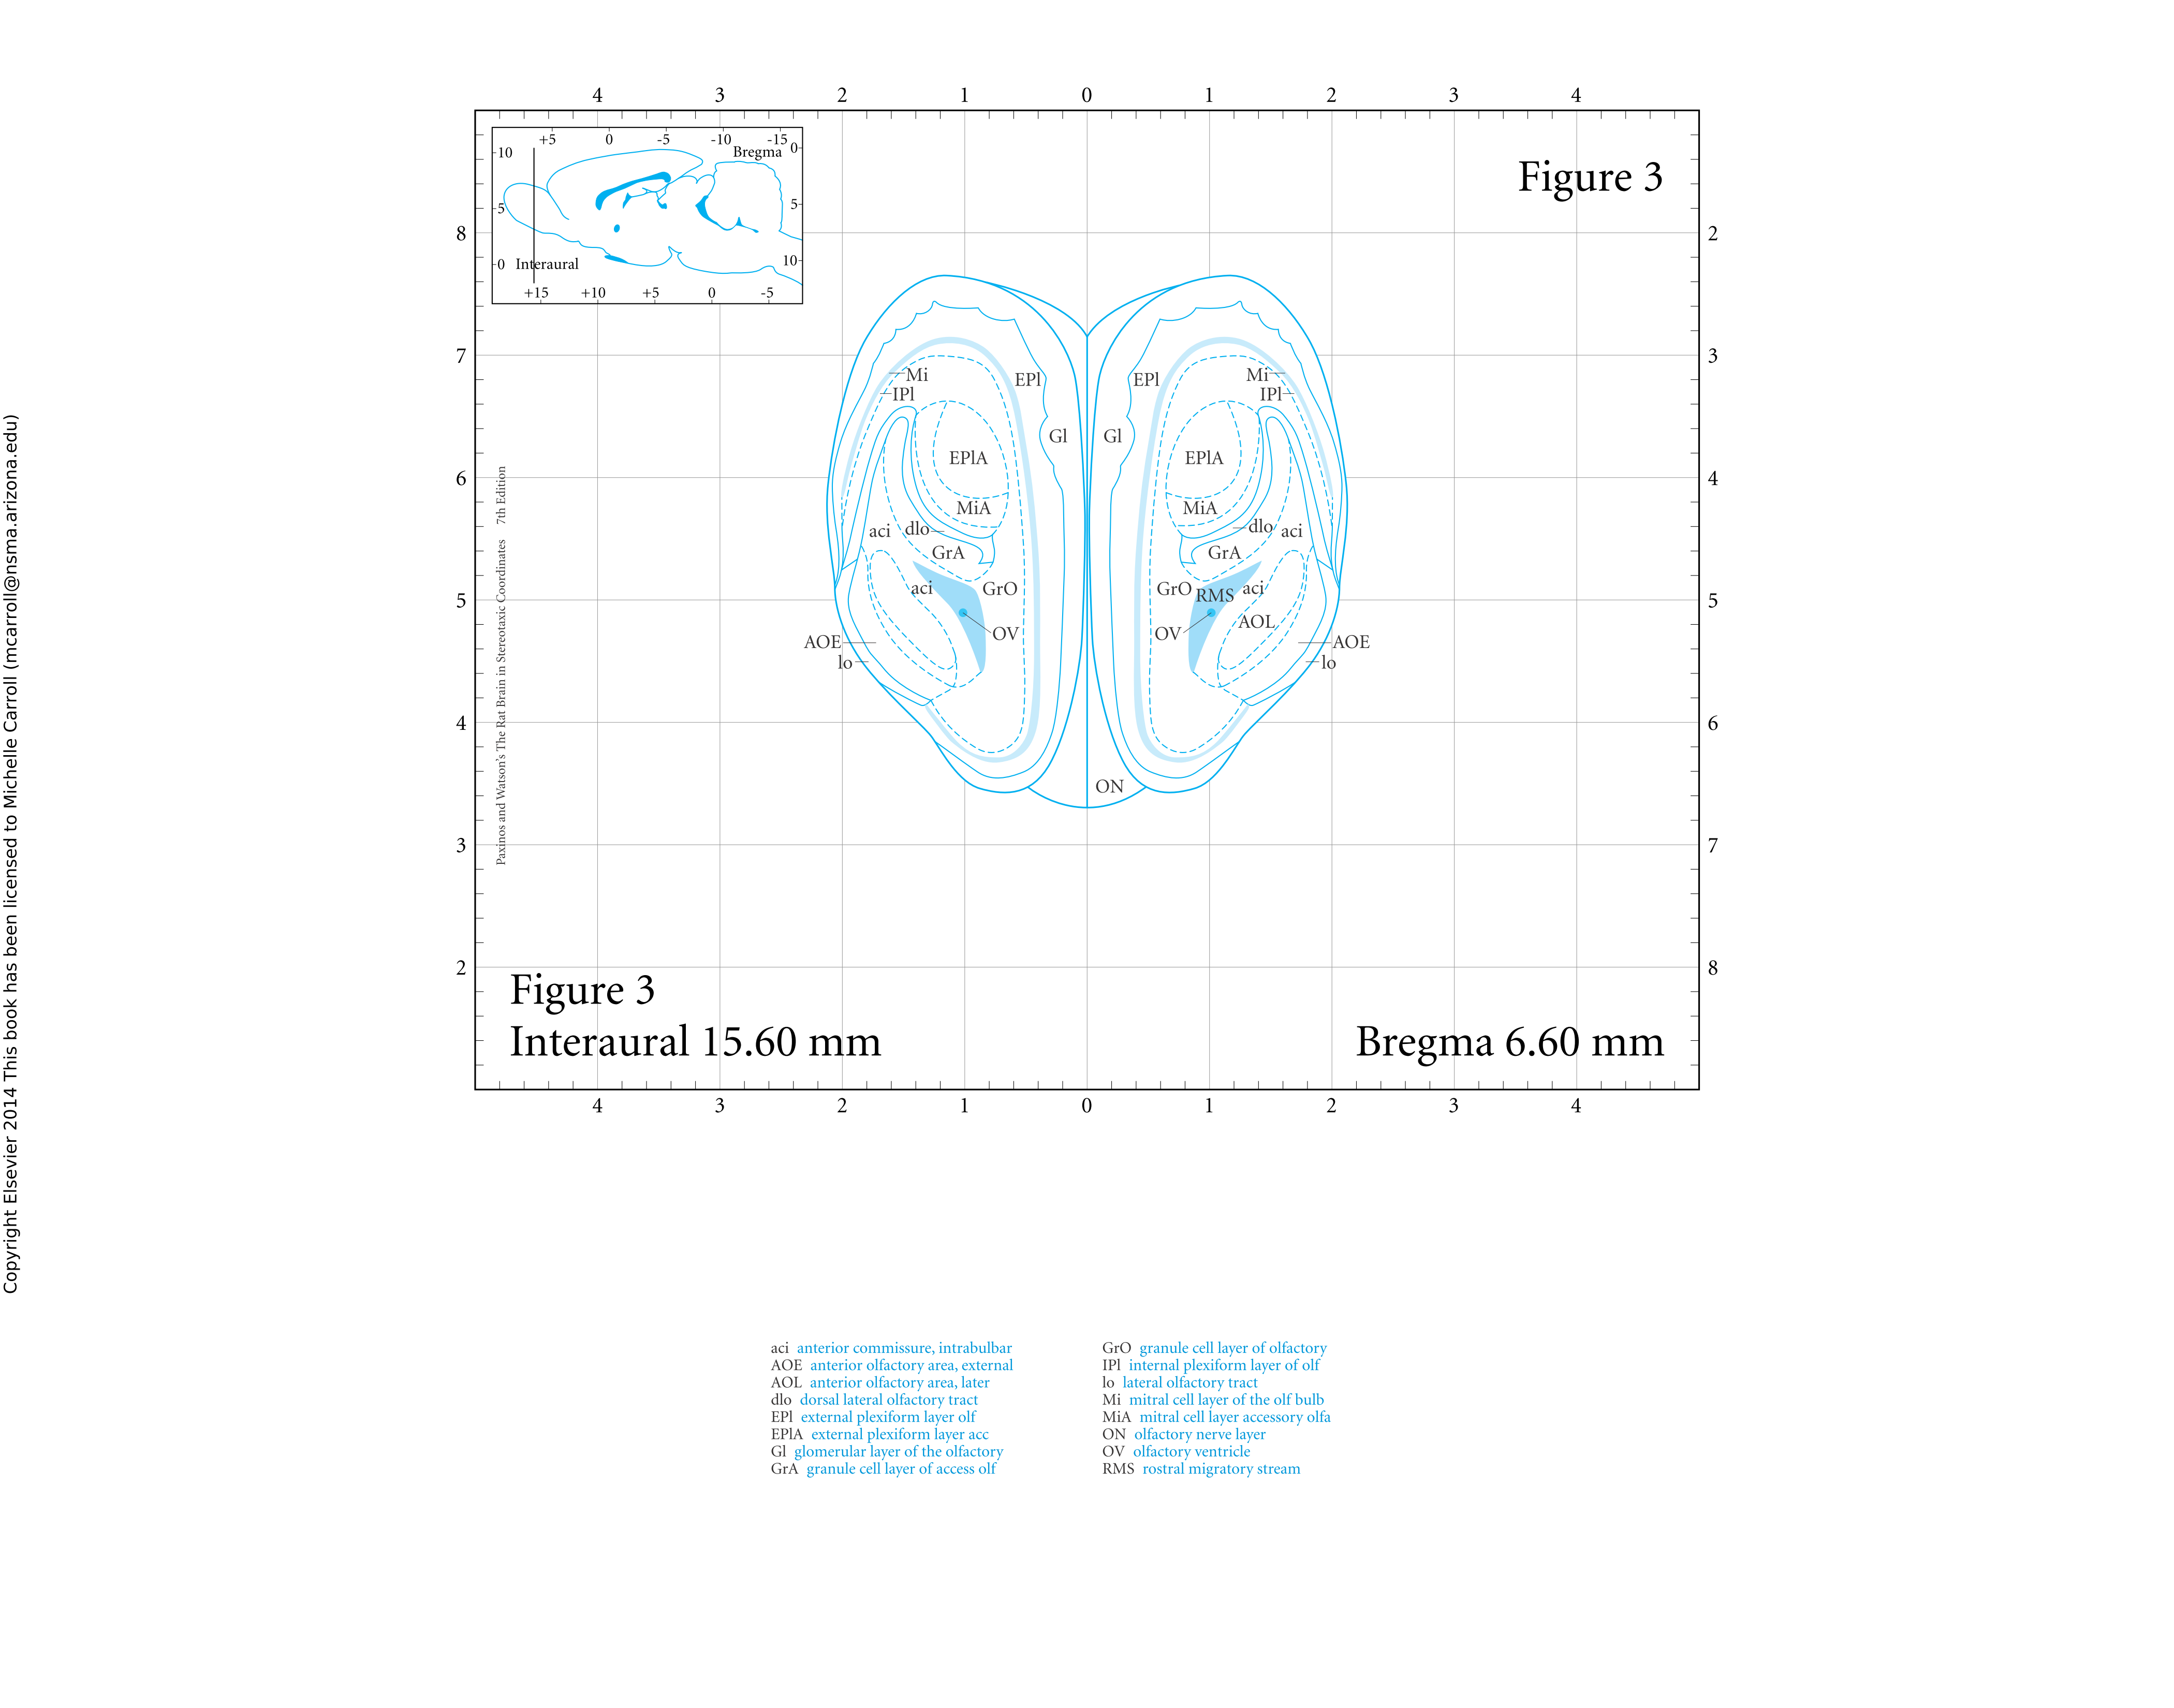 4 3 2 1 0 1 2 3 4
Figure 3
+5 0 -5 -10 -15
Bregma 0
10
5 5
0 Interaural 10
+15 +10 +5 0 -5
8 2
7 3
6 4
5 5
4 6
3 7
2 8
Mi EPl EPl Mi
IPl IPl
Gl Gl
EPlA EPlA
MiA MiA
aci dlo dlo aci
GrA GrA
aci GrO GrO RMS aci
AOL
OV OV
AOE AOE
lo lo
ON
Paxinos and Watson's The Rat Brain in Stereotaxic Coordinates 7th Edition
Copyright Elsevier 2014 This book has been licensed to Michelle Carroll (mcarroll@nsma.arizona.edu)
Figure 3
Interaural 15.60 mm
Bregma 6.60 mm
4 3 2 1 0 1 2 3 4
aci anterior commissure, intrabulbar
AOE anterior olfactory area, external
AOL anterior olfactory area, later
dlo dorsal lateral olfactory tract
EPl external plexiform layer olf
EPlA external plexiform layer acc
Gl glomerular layer of the olfactory
GrA granule cell layer of access olf
GrO granule cell layer of olfactory
IPl internal plexiform layer of olf
lo lateral olfactory tract
Mi mitral cell layer of the olf bulb
MiA mitral cell layer accessory olfa
ON olfactory nerve layer
OV olfactory ventricle
RMS rostral migratory stream